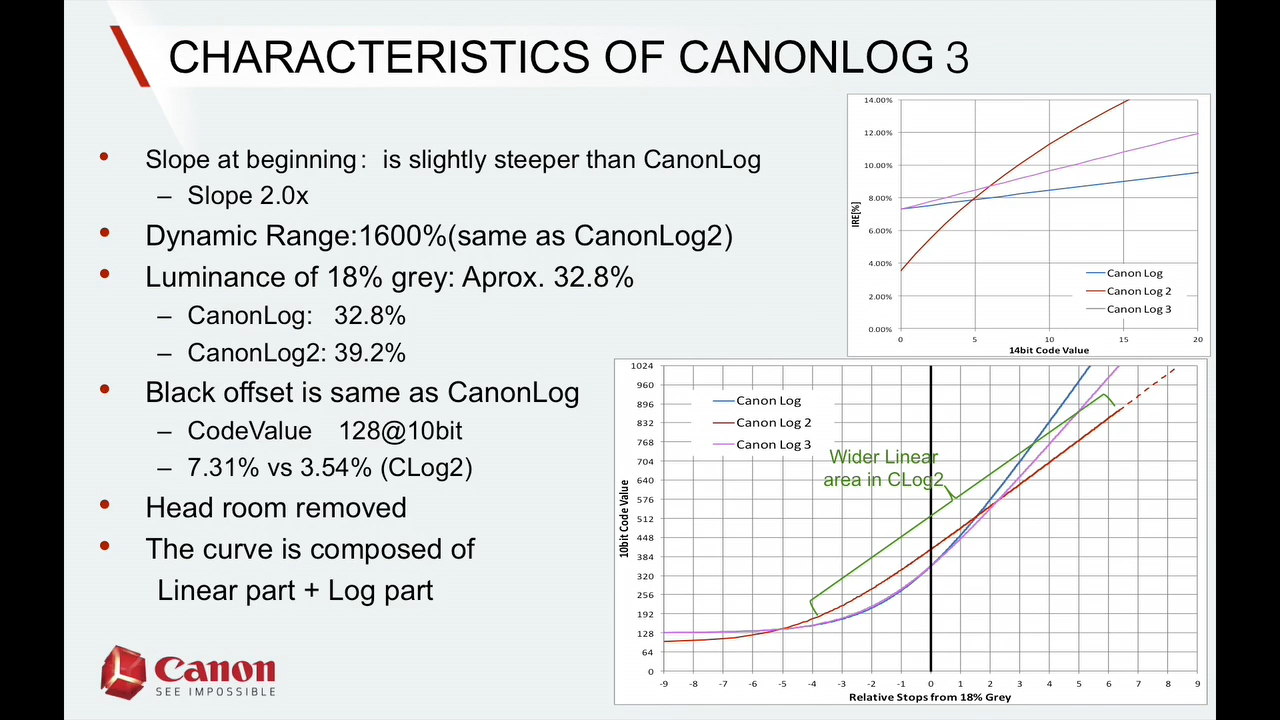 CHARACTERISTICS OF CANONLOG 3
• Slope at beginning： is slightly steeper than CanonLog
– Slope 2.0x
• Dynamic Range:1600%(same as CanonLog2)
• Luminance of 18% grey: Aprox. 32.8%
– CanonLog: 32.8%
– CanonLog2: 39.2%
• Black offset is same as CanonLog
– CodeValue 128@10bit
– 7.31% vs 3.54% (CLog2)
• Head room removed
• The curve is composed of
Linear part + Log part
Canon
SEE IMPOSSIBLE
14.00%
12.00%
10.00%
8.00%
6.00%
4.00%
2.00%
0.00%
IRE[%]
Canon Log
Canon Log 2
Canon Log 3
0 5 10 15 20
14bit Code Value
1024
960
896
832
768
704
640
576
512
448
384
320
256
192
128
64
0
10bit Code Value
Canon Log
Canon Log 2
Canon Log 3
Wider Linear
area in CLog2
-9 -8 -7 -6 -5 -4 -3 -2 -1 0 1 2 3 4 5 6 7 8 9
Relative Stops from 18% Grey